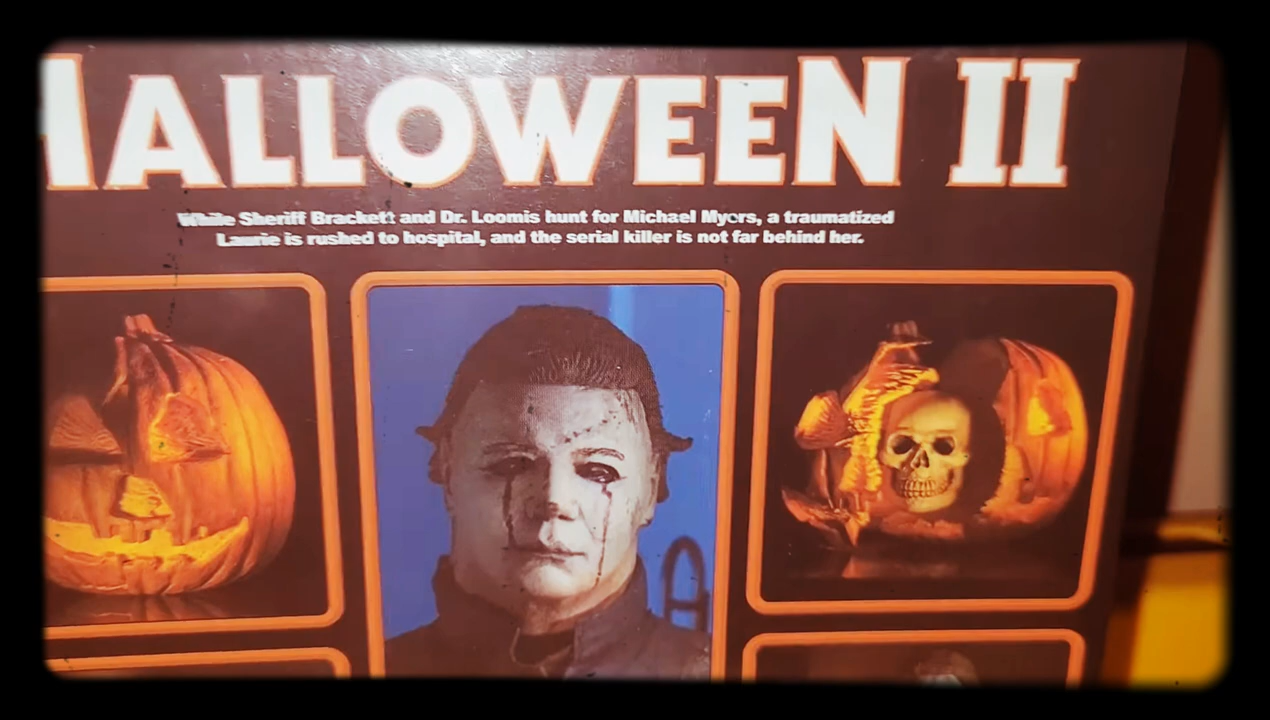 HALLOWEEN II
While Sheriff Brackett and Dr. Loomis hunt for Michael Myers, a traumatized
Laurie is rushed to hospital, and the serial killer is not far behind her.